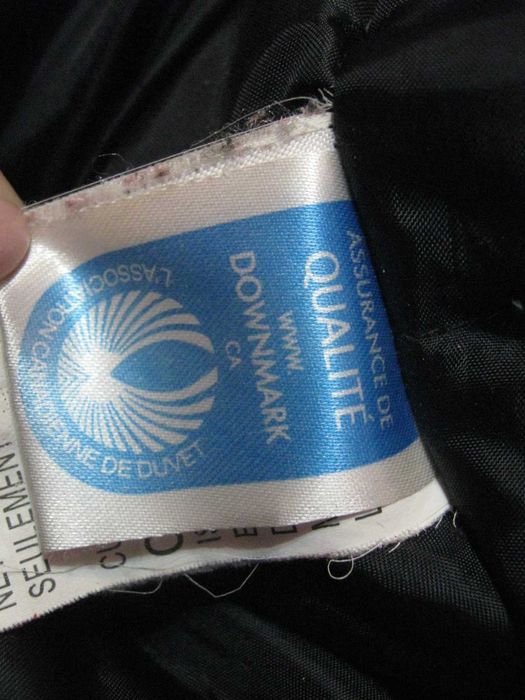 ASSURANCE DE
QUALITÉ
WWW
DOWNMARK
CA
L'ASSOCIATION CANADIENNE DE DUVET
SEULEMENT